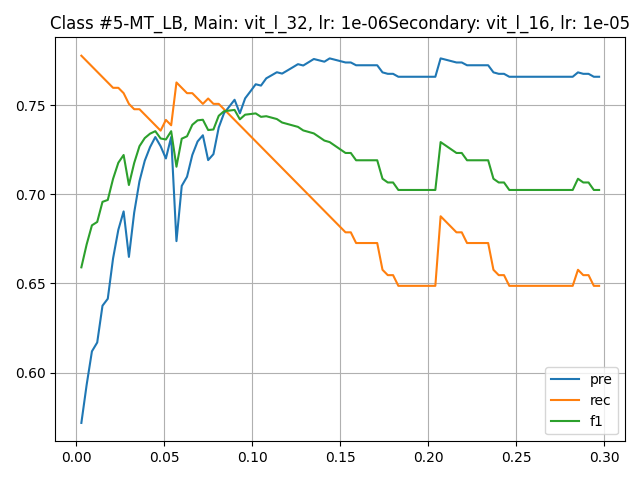 Class #5-MT_LB, Main: vit_l_32, lr: 1e-06Secondary: vit_l_16, lr: 1e-05
0.75
0.70
0.65
0.60
pre
rec
f1
0.00 0.05 0.10 0.15 0.20 0.25 0.30